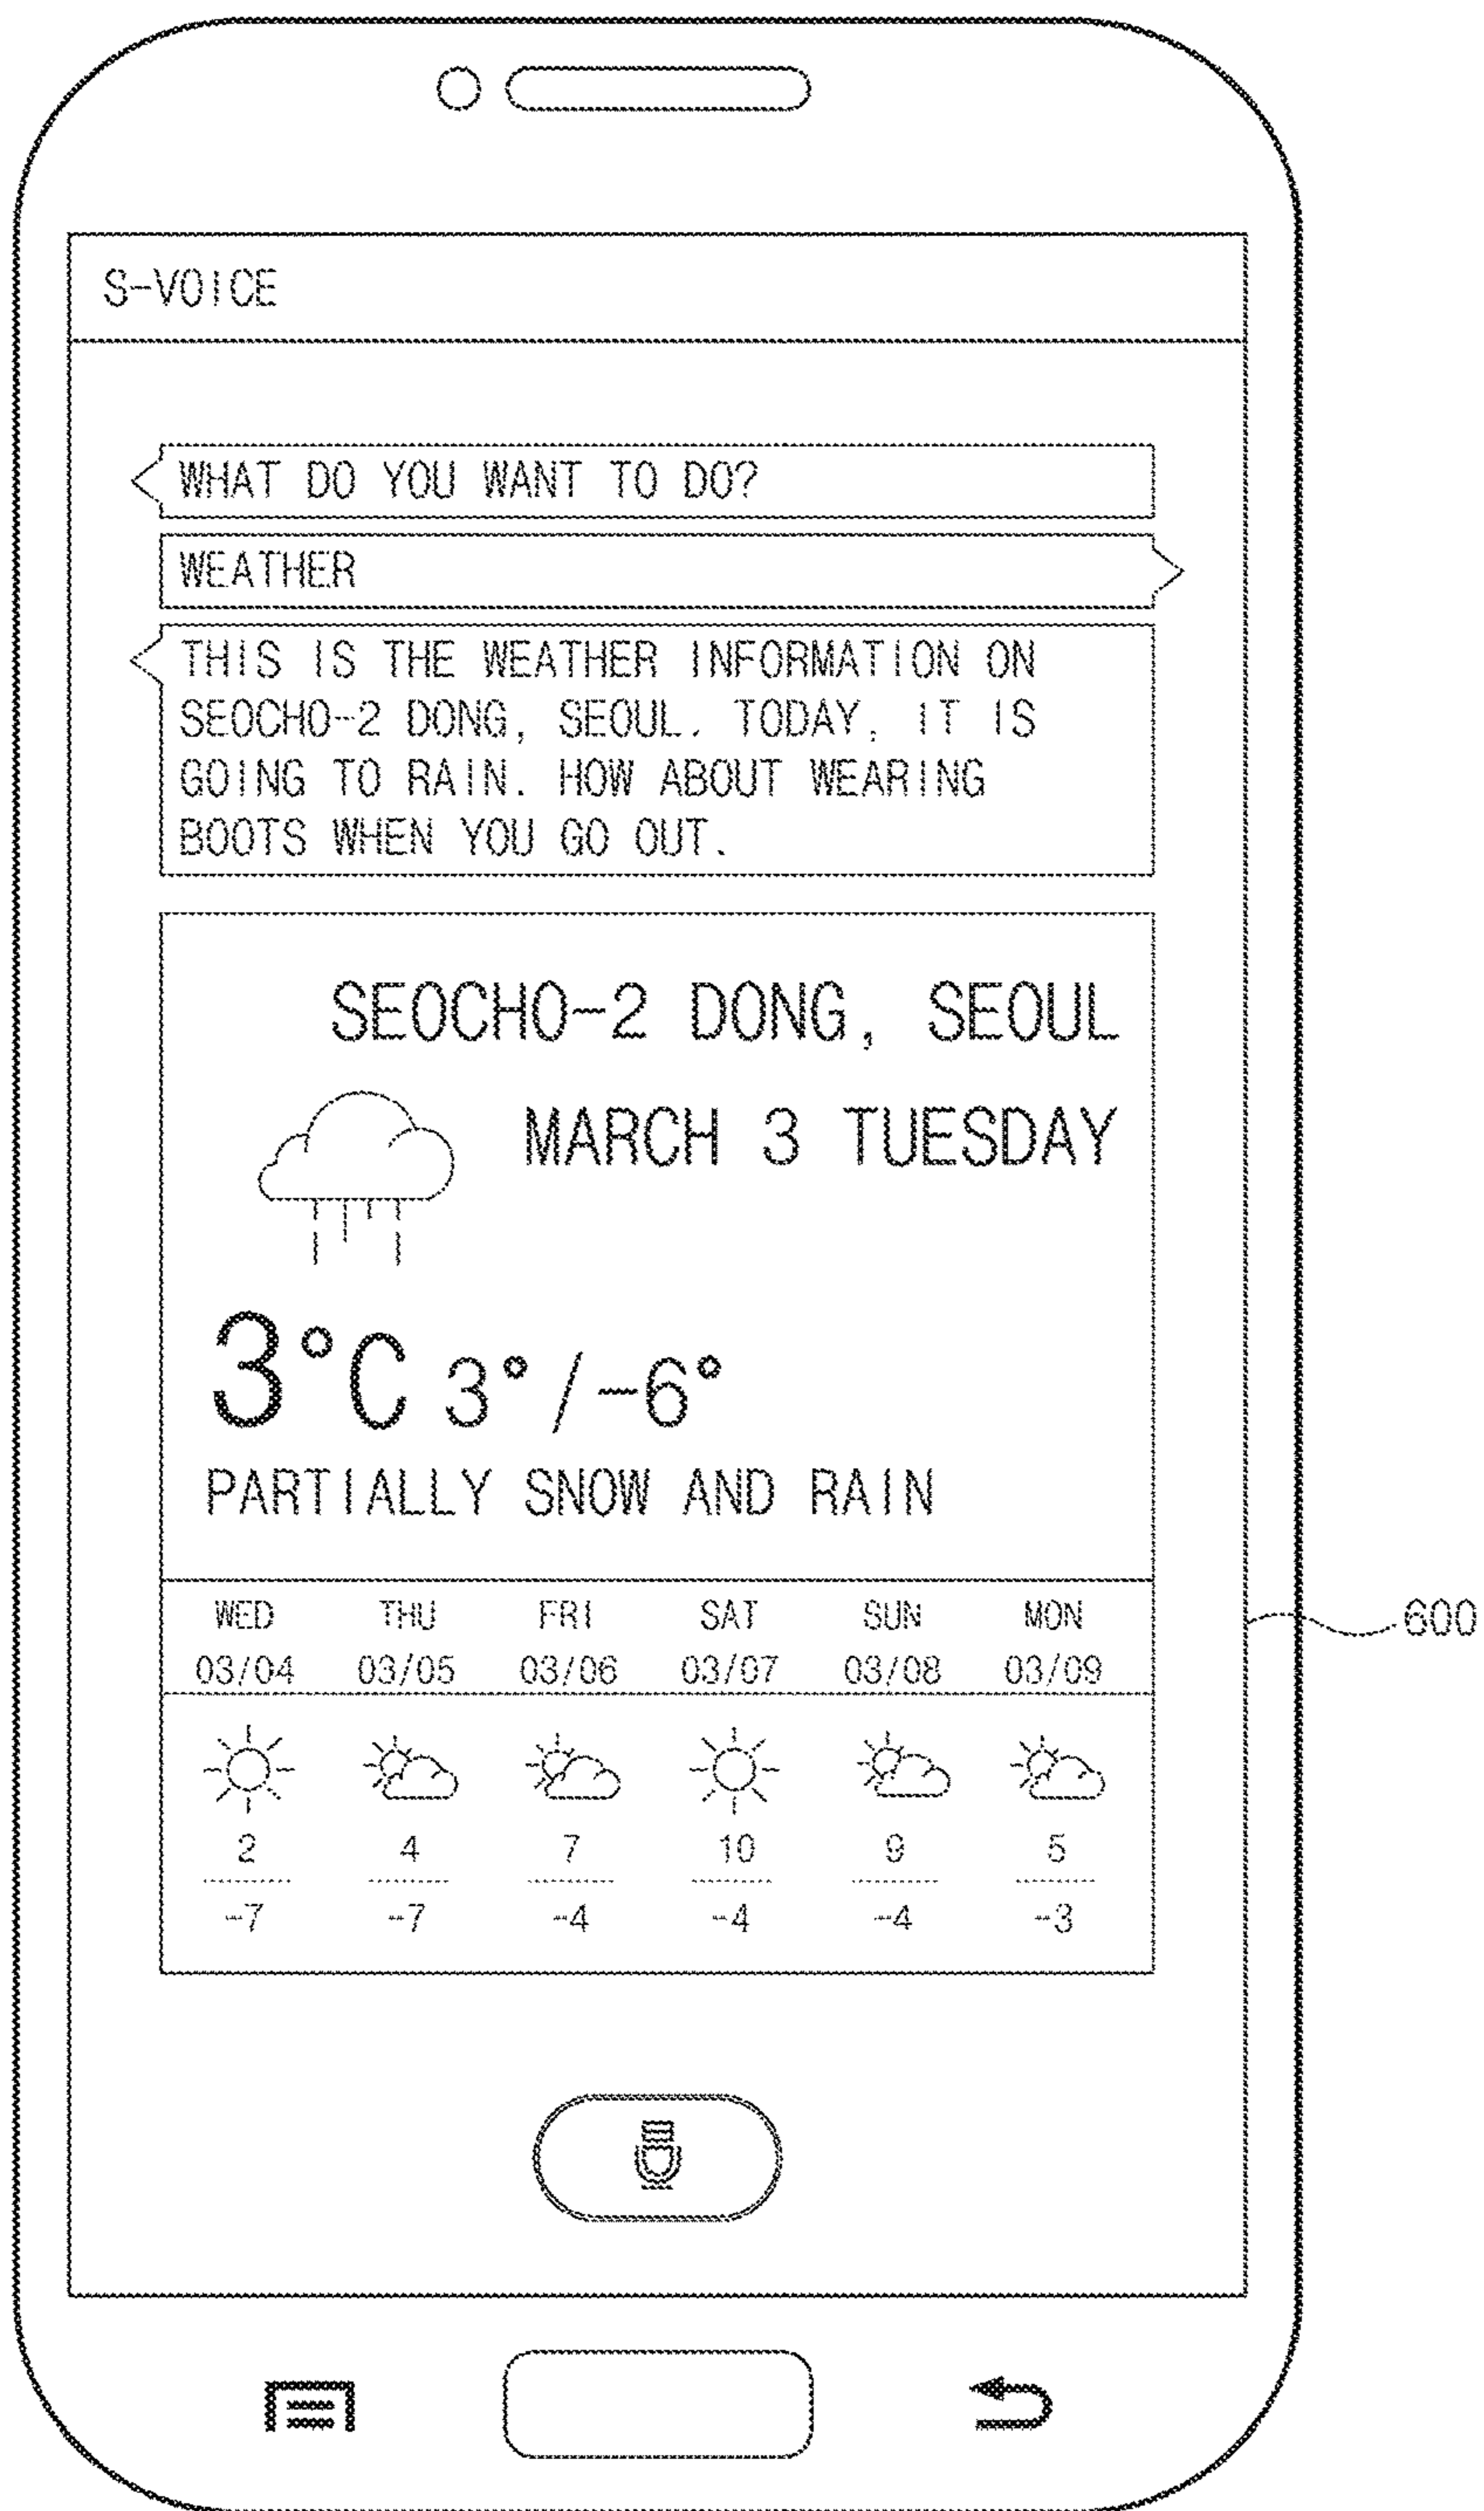 S-VOICE
WHAT DO YOU WANT TO DO?
WEATHER
THIS IS THE WEATHER INFORMATION ON
SEOCHO-2 DONG, SEOUL. TODAY, IT IS
GOING TO RAIN. HOW ABOUT WEARING
BOOTS WHEN YOU GO OUT.
SEOCHO-2 DONG, SEOUL
MARCH 3 TUESDAY
3°C 3°/-6°
PARTIALLY SNOW AND RAIN
WED THU FRI SAT SUN MON
600
03/04 03/05 03/06 03/07 03/08 03/09
2 4 7 10 9 5
-7 -7 -4 -4 -4 -3